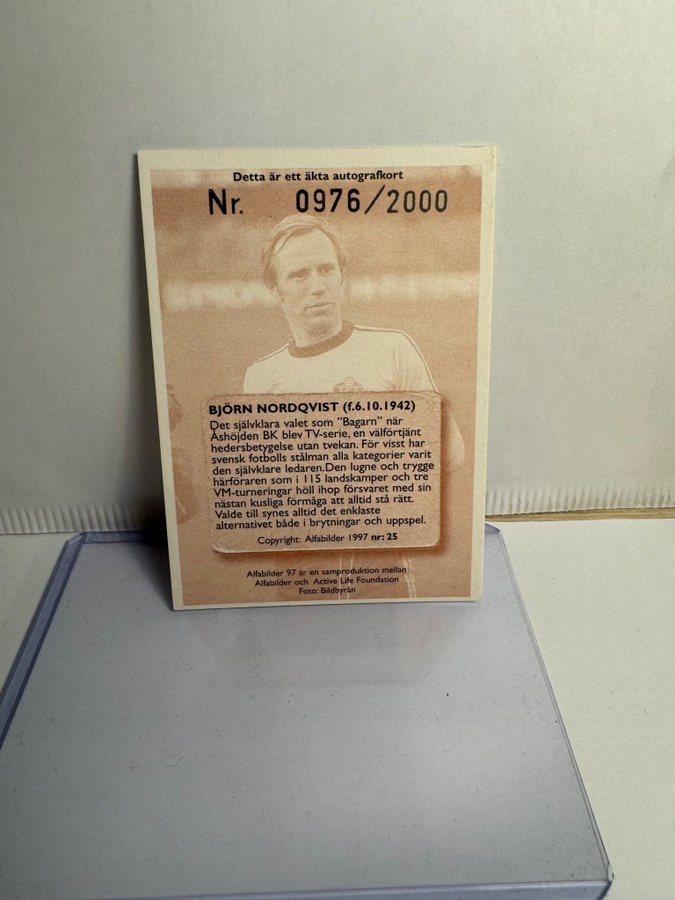 Detta är ett äkta autografkort
Nr. 0976/2000
BJÖRN NORDQVIST (f.6.10.1942)
Det självklara valet som "Bagarn" när
Åshöjden BK blev TV-serie, en välförtjänt
hedersbetygelse utan tvekan. För visst har
svensk fotbolls stålman alla kategorier varit
den självklare ledaren.Den lugne och trygge
härföraren som i 115 landskamper och tre
VM-turneringar höll ihop försvaret med sin
nästan kusliga förmåga att alltid stå rätt.
Valde till synes alltid det enklaste
alternativet både i brytningar och uppspel.
Copyright: Alfabilder 1997 nr: 25
Alfabilder 97 är en samproduktion mellan
Alfabilder och Active Life Foundation
Foto: Bildbyrån